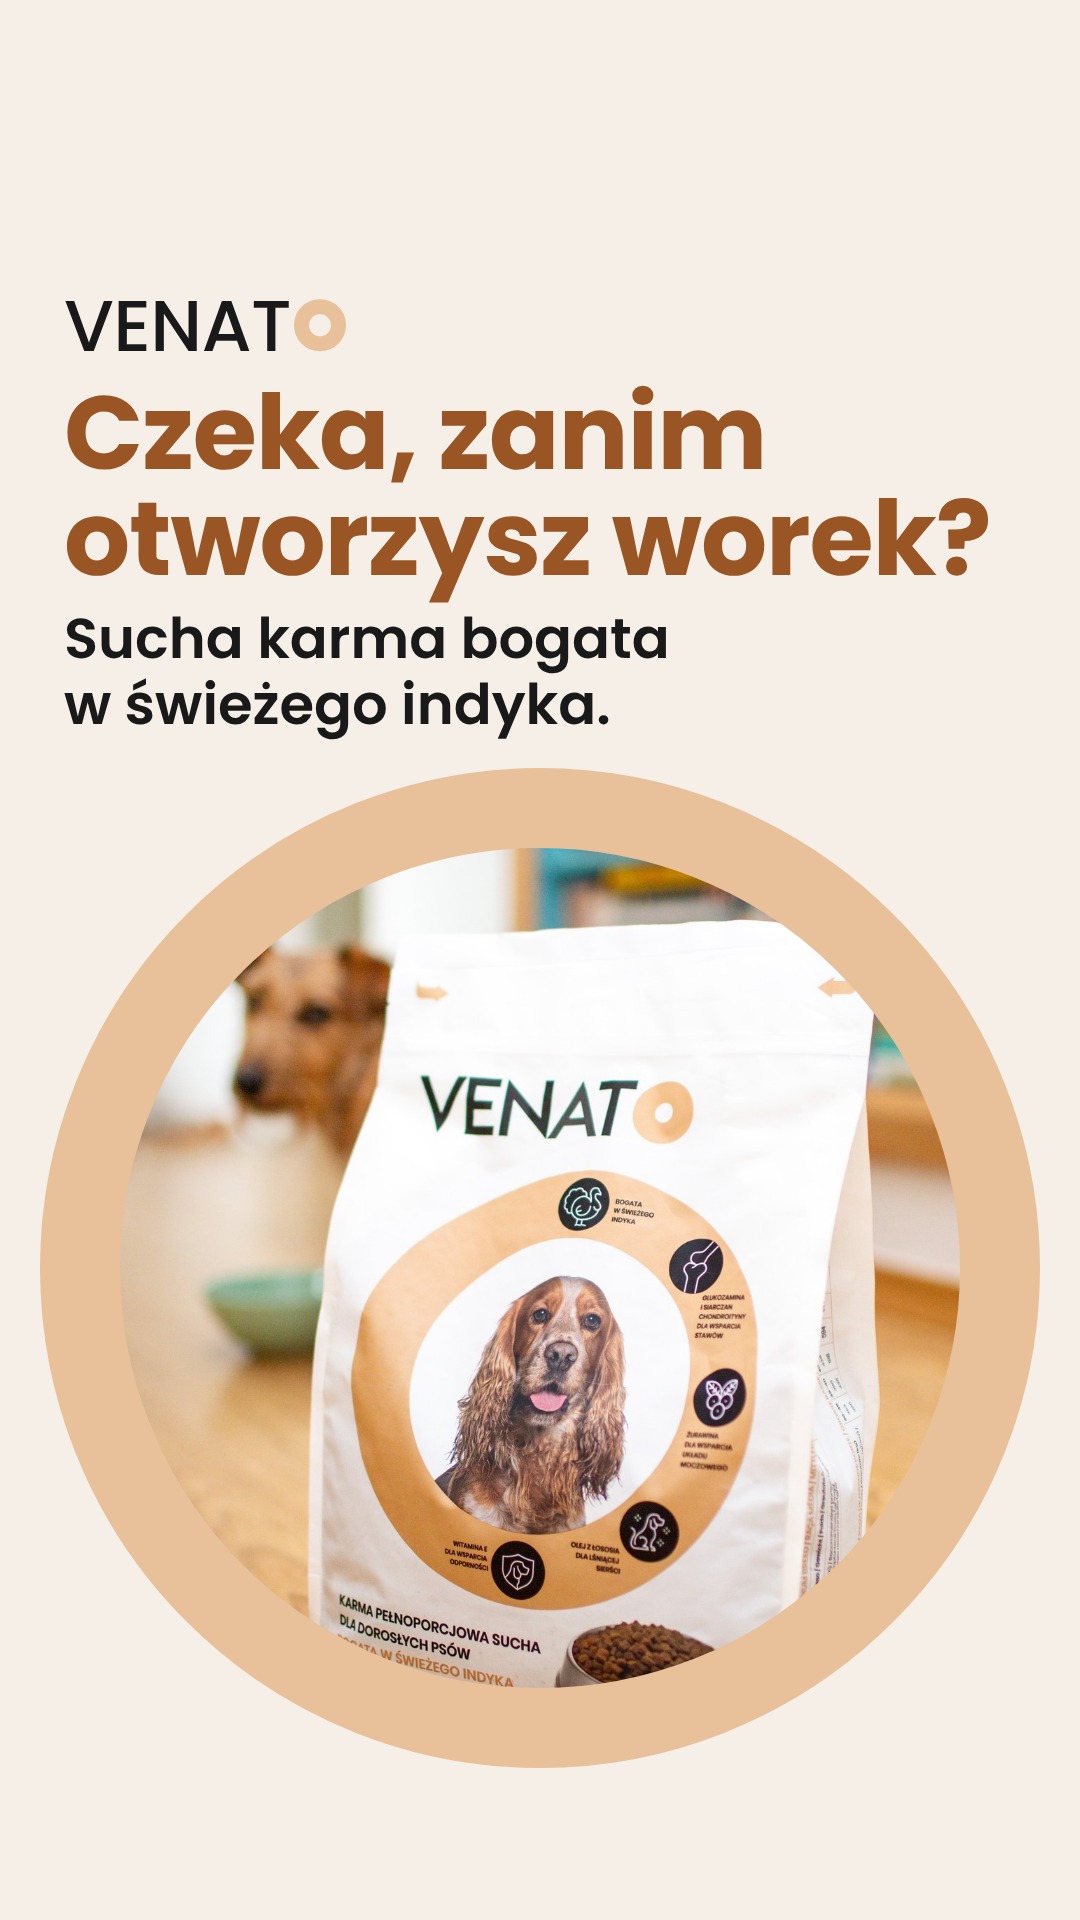 VENATO
Czeka, zanim
otworzysz worek?
Sucha karma bogata
w świeżego indyka.
VENATO
BOGATA
W ŚWIEŻEGO
INDYKA
GLUKOZAMINA
I SIARCZAN
CHONDROITYNY
DLA WSPARCIA
STAWÓW
ŻURAWINA
DLA WSPARCIA
UKŁADU
MOCZOWEGO
OLEJ Z ŁOSOSIA
DLA LŚNIĄCEJ
SIERŚCI
WITAMINA E
DLA WSPARCIA
ODPORNOŚCI
KARMA PEŁNOPORCJOWA SUCHA
DLA DOROSŁYCH PSÓW
BOGATA W ŚWIEŻEGO INDYKA